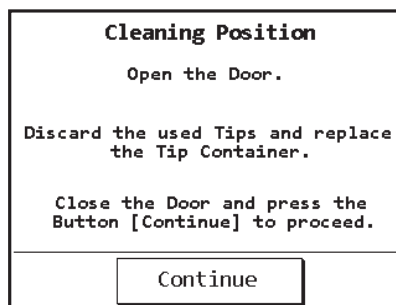 Cleaning Position
Open the Door.
Discard the used Tips and replace
the Tip Container.
Close the Door and press the
Button [Continue] to proceed.
Continue